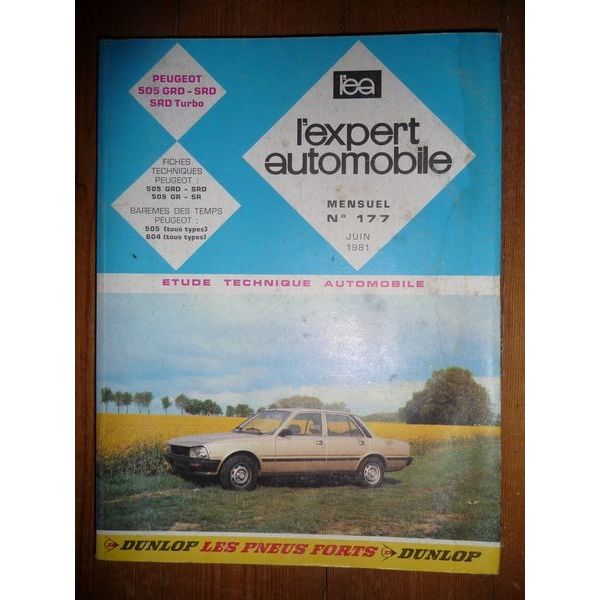 PEUGEOT
505 GRD - SRD
SRD Turbo
FICHES
TECHNIQUES
PEUGEOT :
505 GRD - SRD
505 GR - SR
BAREMES DES TEMPS
PEUGEOT :
505 (tous types)
604 (tous types)
l'ea
l'expert
automobile
MENSUEL
N° 177
JUIN
1981
ETUDE TECHNIQUE AUTOMOBILE
DUNLOP LES PNEUS FORTS DUNLOP